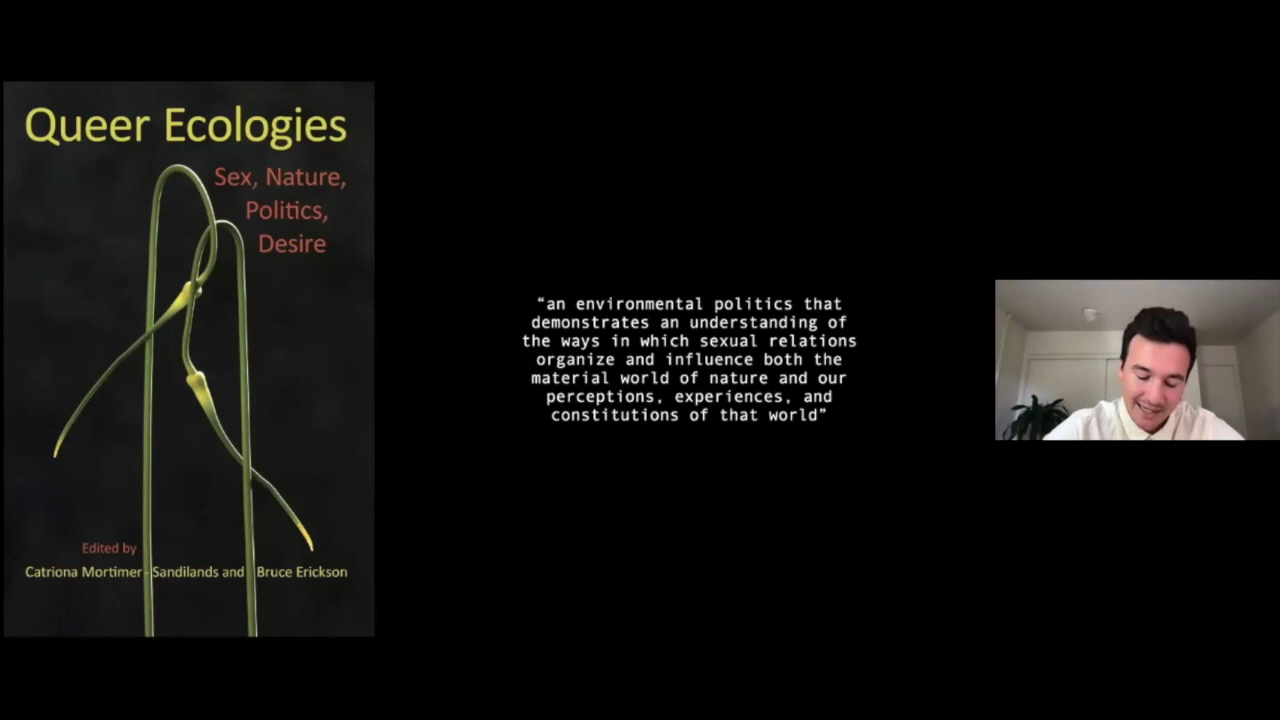 Queer Ecologies
Sex, Nature,
Politics,
Desire
Edited by
Catriona Mortimer-Sandilands and Bruce Erickson
“an environmental politics that
demonstrates an understanding of
the ways in which sexual relations
organize and influence both the
material world of nature and our
perceptions, experiences, and
constitutions of that world”